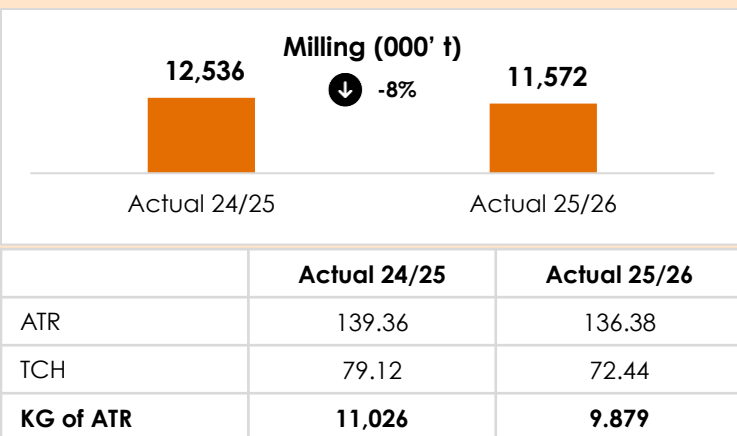 Milling (000' t)
12,536
-8%
11,572
Actual 24/25
Actual 25/26
Actual 24/25 Actual 25/26
ATR 139.36 136.38
TCH 79.12 72.44
KG of ATR 11,026 9.879